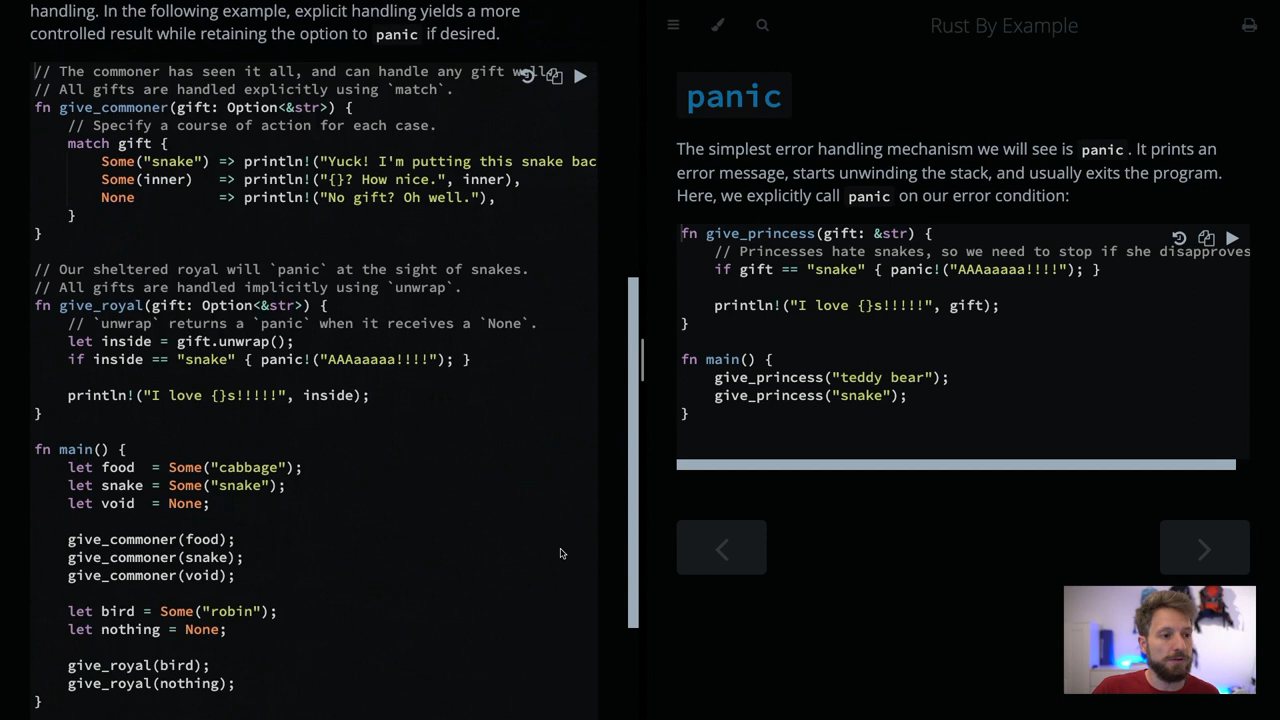 handling. In the following example, explicit handling yields a more
controlled result while retaining the option to panic if desired.
// The commoner has seen it all, and can handle any gift well.
// All gifts are handled explicitly using `match`.
fn give_commoner(gift: Option<&str>) {
    // Specify a course of action for each case.
    match gift {
        Some("snake") => println!("Yuck! I'm putting this snake bac
        Some(inner)   => println!("{}? How nice.", inner),
        None          => println!("No gift? Oh well."),
    }
}
// Our sheltered royal will `panic` at the sight of snakes.
// All gifts are handled implicitly using `unwrap`.
fn give_royal(gift: Option<&str>) {
    // `unwrap` returns a `panic` when it receives a `None`.
    let inside = gift.unwrap();
    if inside == "snake" { panic!("AAAaaaaa!!!!"); }
    println!("I love {}s!!!!!", inside);
}
fn main() {
    let food  = Some("cabbage");
    let snake = Some("snake");
    let void  = None;
    give_commoner(food);
    give_commoner(snake);
    give_commoner(void);
    let bird = Some("robin");
    let nothing = None;
    give_royal(bird);
    give_royal(nothing);
}
Rust By Example
panic
The simplest error handling mechanism we will see is panic. It prints an
error message, starts unwinding the stack, and usually exits the program.
Here, we explicitly call panic on our error condition:
fn give_princess(gift: &str) {
    // Princesses hate snakes, so we need to stop if she disapproves
    if gift == "snake" { panic!("AAAaaaaa!!!!"); }
    println!("I love {}s!!!!!", gift);
}
fn main() {
    give_princess("teddy bear");
    give_princess("snake");
}